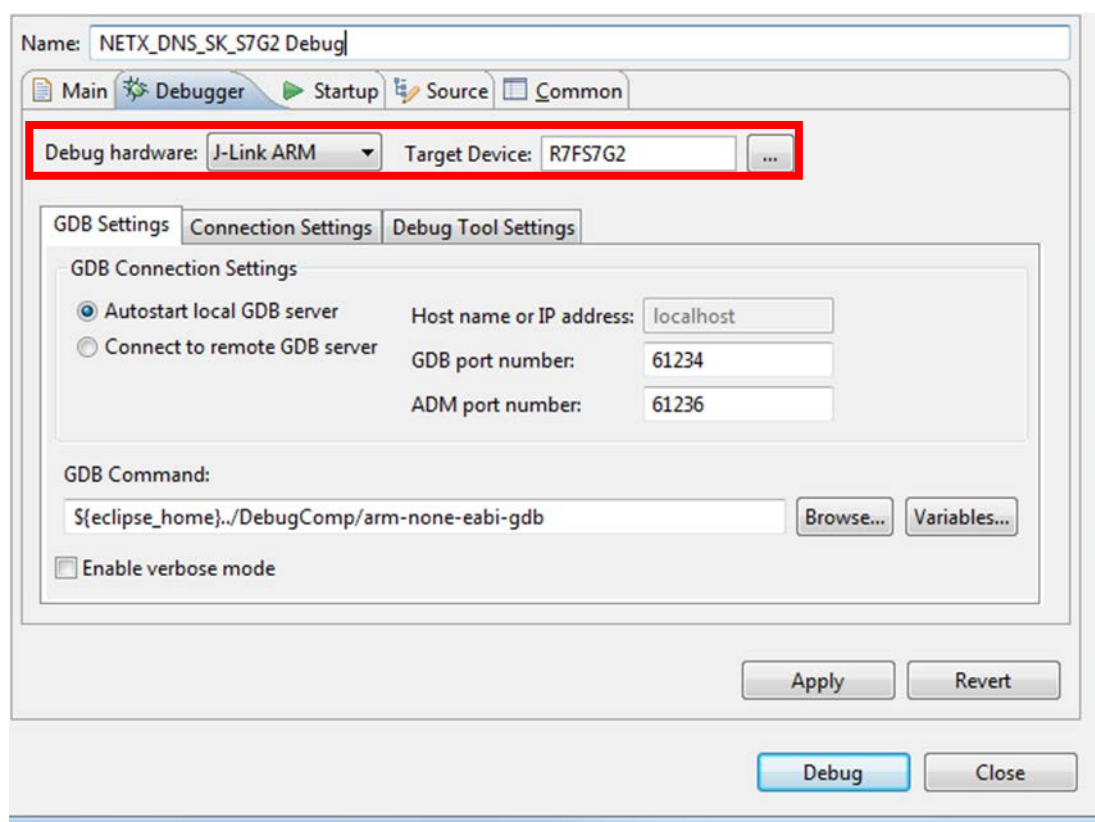 Name: NETX_DNS_SK_S7G2 Debug
Main Debugger Startup Source Common
Debug hardware: J-Link ARM Target Device: R7FS7G2 ...
GDB Settings Connection Settings Debug Tool Settings
GDB Connection Settings
Autostart local GDB server Host name or IP address: localhost
Connect to remote GDB server GDB port number: 61234
ADM port number: 61236
GDB Command:
${eclipse_home}../DebugComp/arm-none-eabi-gdb Browse... Variables...
Enable verbose mode
Apply Revert
Debug Close